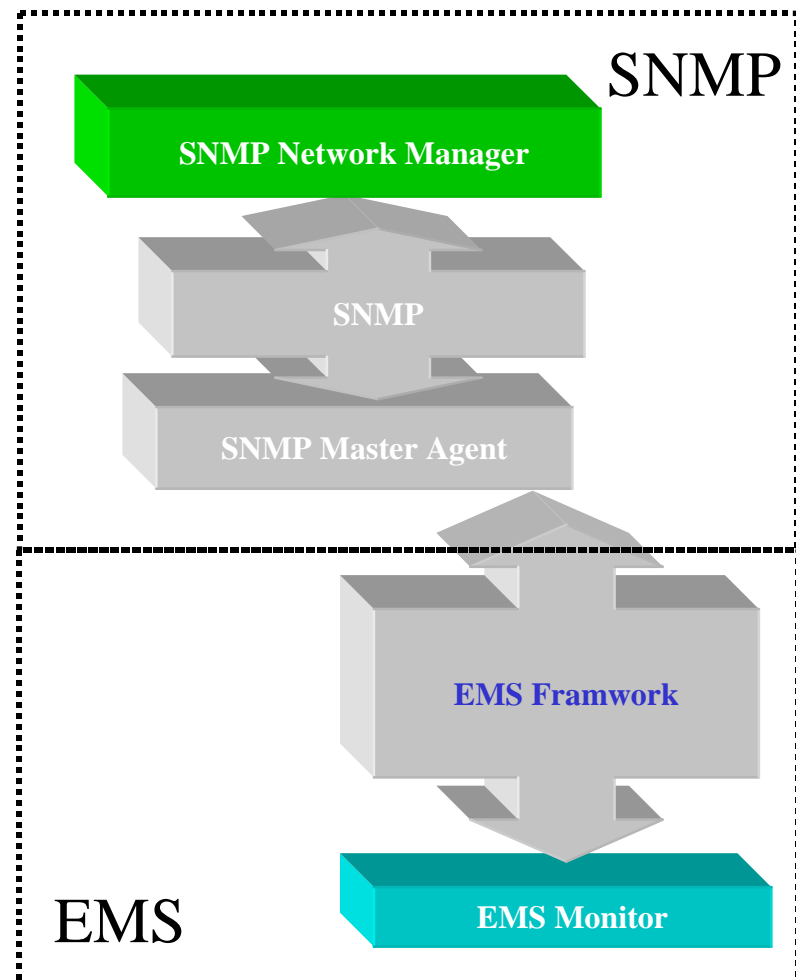 SNMP
SNMP Network Manager
SNMP
SNMP Master Agent
EMS Framwork
EMS Monitor
EMS